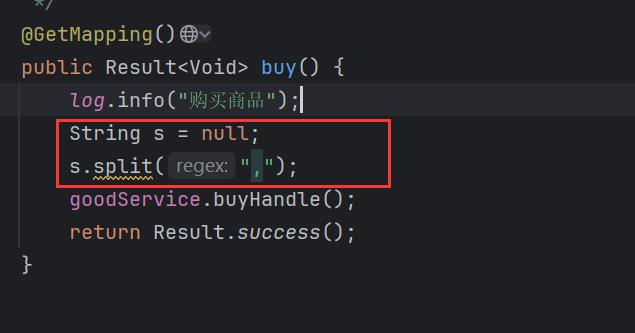 */
@GetMapping()
public Result<Void> buy() {
log.info("购买商品");
String s = null;
s.split( regex: ",");
goodService.buyHandle();
return Result.success();
}